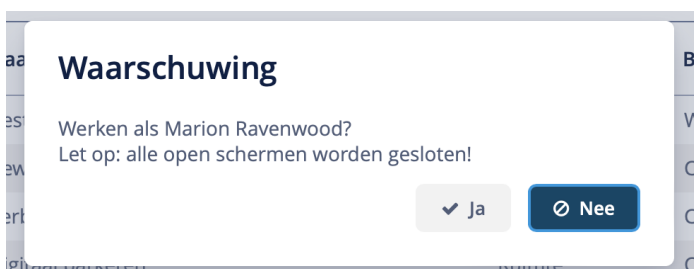 Waarschuwing
Werken als Marion Ravenwood?
Let op: alle open schermen worden gesloten!
Ja
Nee